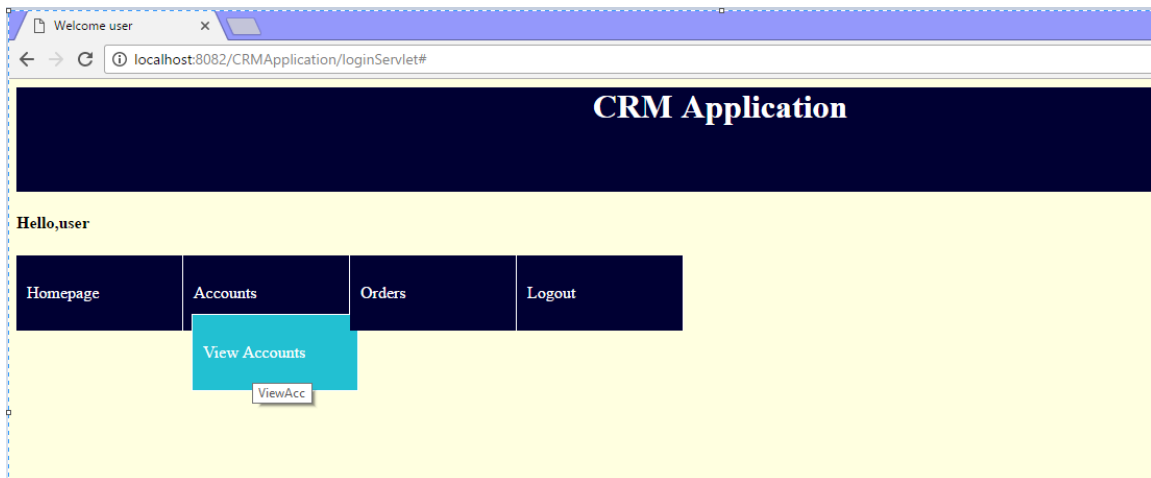 Welcome user
localhost:8082/CRMApplication/loginServlet#
CRM Application
Hello,user
Homepage Accounts Orders Logout
View Accounts
ViewAcc